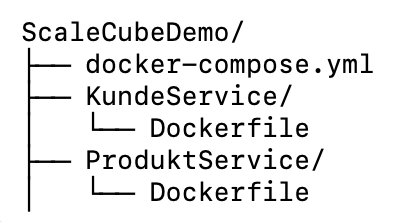 ScaleCubeDemo/
├── docker-compose.yml
├── KundeService/
│   └── Dockerfile
├── ProduktService/
│   └── Dockerfile